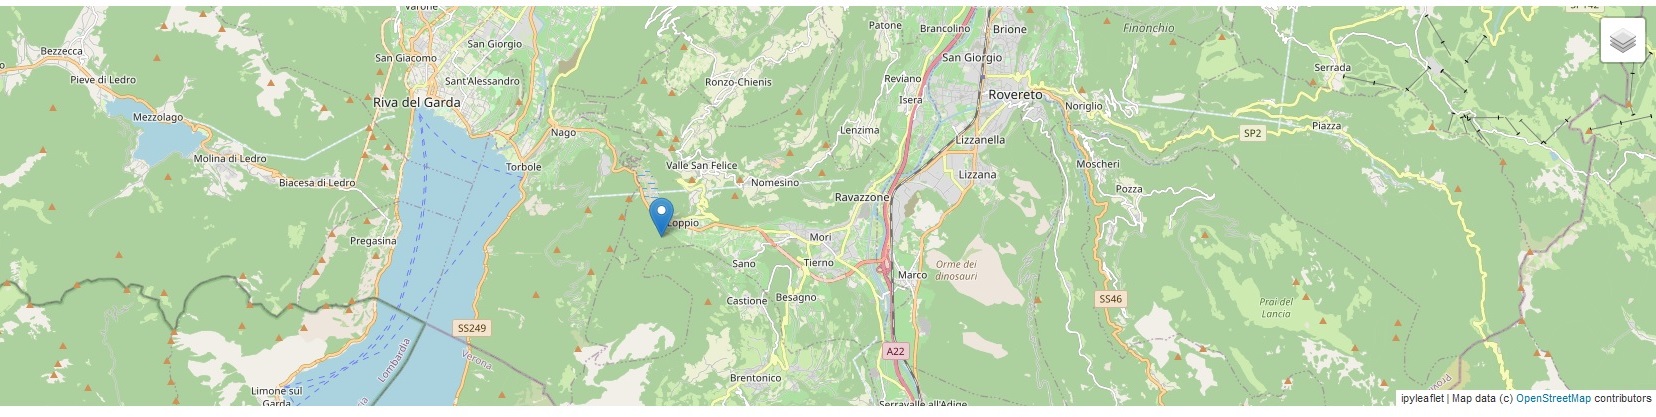 Varone
Patone
Brancolino
Brione
Finonchio
SP142
Bezzecca
San Giorgio
San Giacomo
San Giorgio
Pieve di Ledro
Sant'Alessandro
Ronzo-Chienis
Reviano
Serrada
Riva del Garda
Isera
Rovereto
Noriglio
Mezzolago
Nago
Lenzima
Piazza
SP2
Lizzanella
Molina di Ledro
Torbole
Valle San Felice
Moscheri
Biacesa di Ledro
Nomesino
Lizzana
Pozza
Ravazzone
Loppio
Pregasina
Mori
Sano
Tierno
Marco
Orme dei
dinosauri
Castione
Besagno
SS46
Prai del
Lancia
SS249
A22
Lombardia
Verona
Brentonico
Limone sul
Garda
Serravalle all'Adige
ipyleaflet | Map data (c) OpenStreetMap contributors